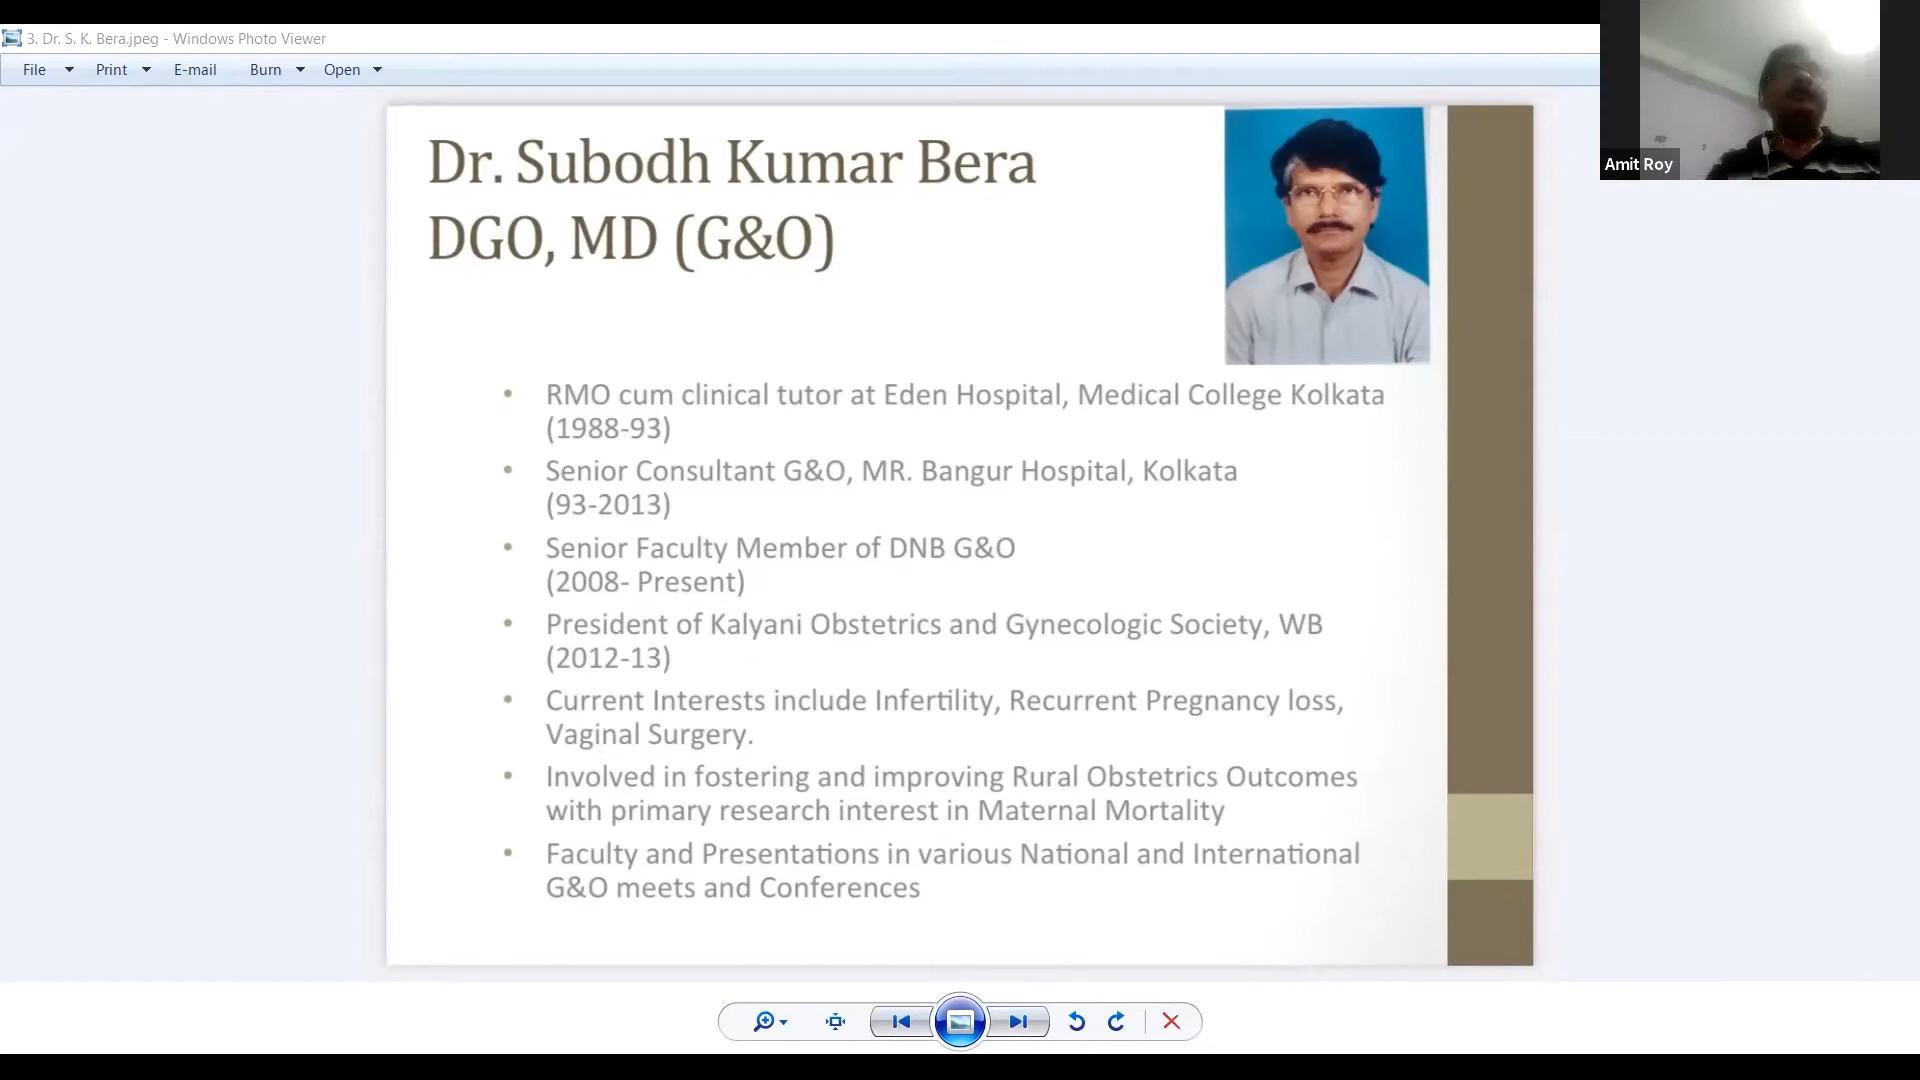 3. Dr. S. K. Bera.jpeg - Windows Photo Viewer
File Print E-mail Burn Open
Amit Roy
Dr. Subodh Kumar Bera
DGO, MD (G&O)
• RMO cum clinical tutor at Eden Hospital, Medical College Kolkata
(1988-93)
• Senior Consultant G&O, MR. Bangur Hospital, Kolkata
(93-2013)
• Senior Faculty Member of DNB G&O
(2008- Present)
• President of Kalyani Obstetrics and Gynecologic Society, WB
(2012-13)
• Current Interests include Infertility, Recurrent Pregnancy loss,
Vaginal Surgery.
• Involved in fostering and improving Rural Obstetrics Outcomes
with primary research interest in Maternal Mortality
• Faculty and Presentations in various National and International
G&O meets and Conferences